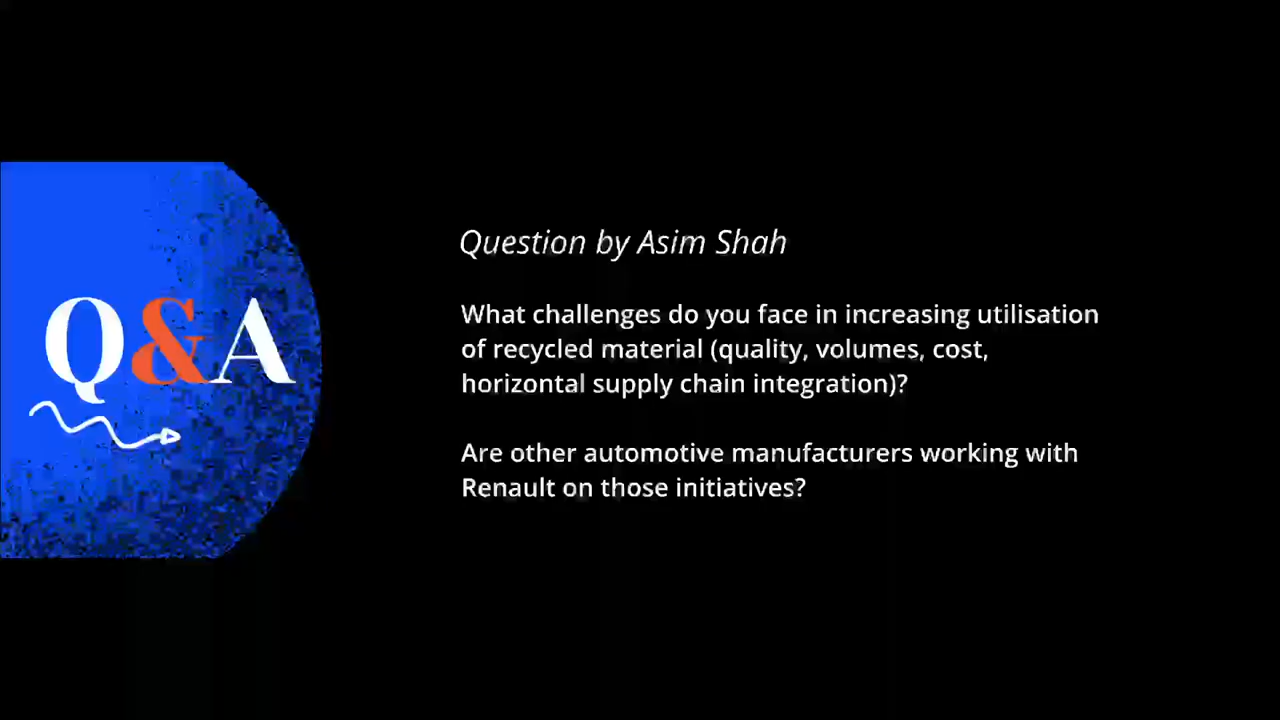 Q&A
Question by Asim Shah
What challenges do you face in increasing utilisation
of recycled material (quality, volumes, cost,
horizontal supply chain integration)?
Are other automotive manufacturers working with
Renault on those initiatives?